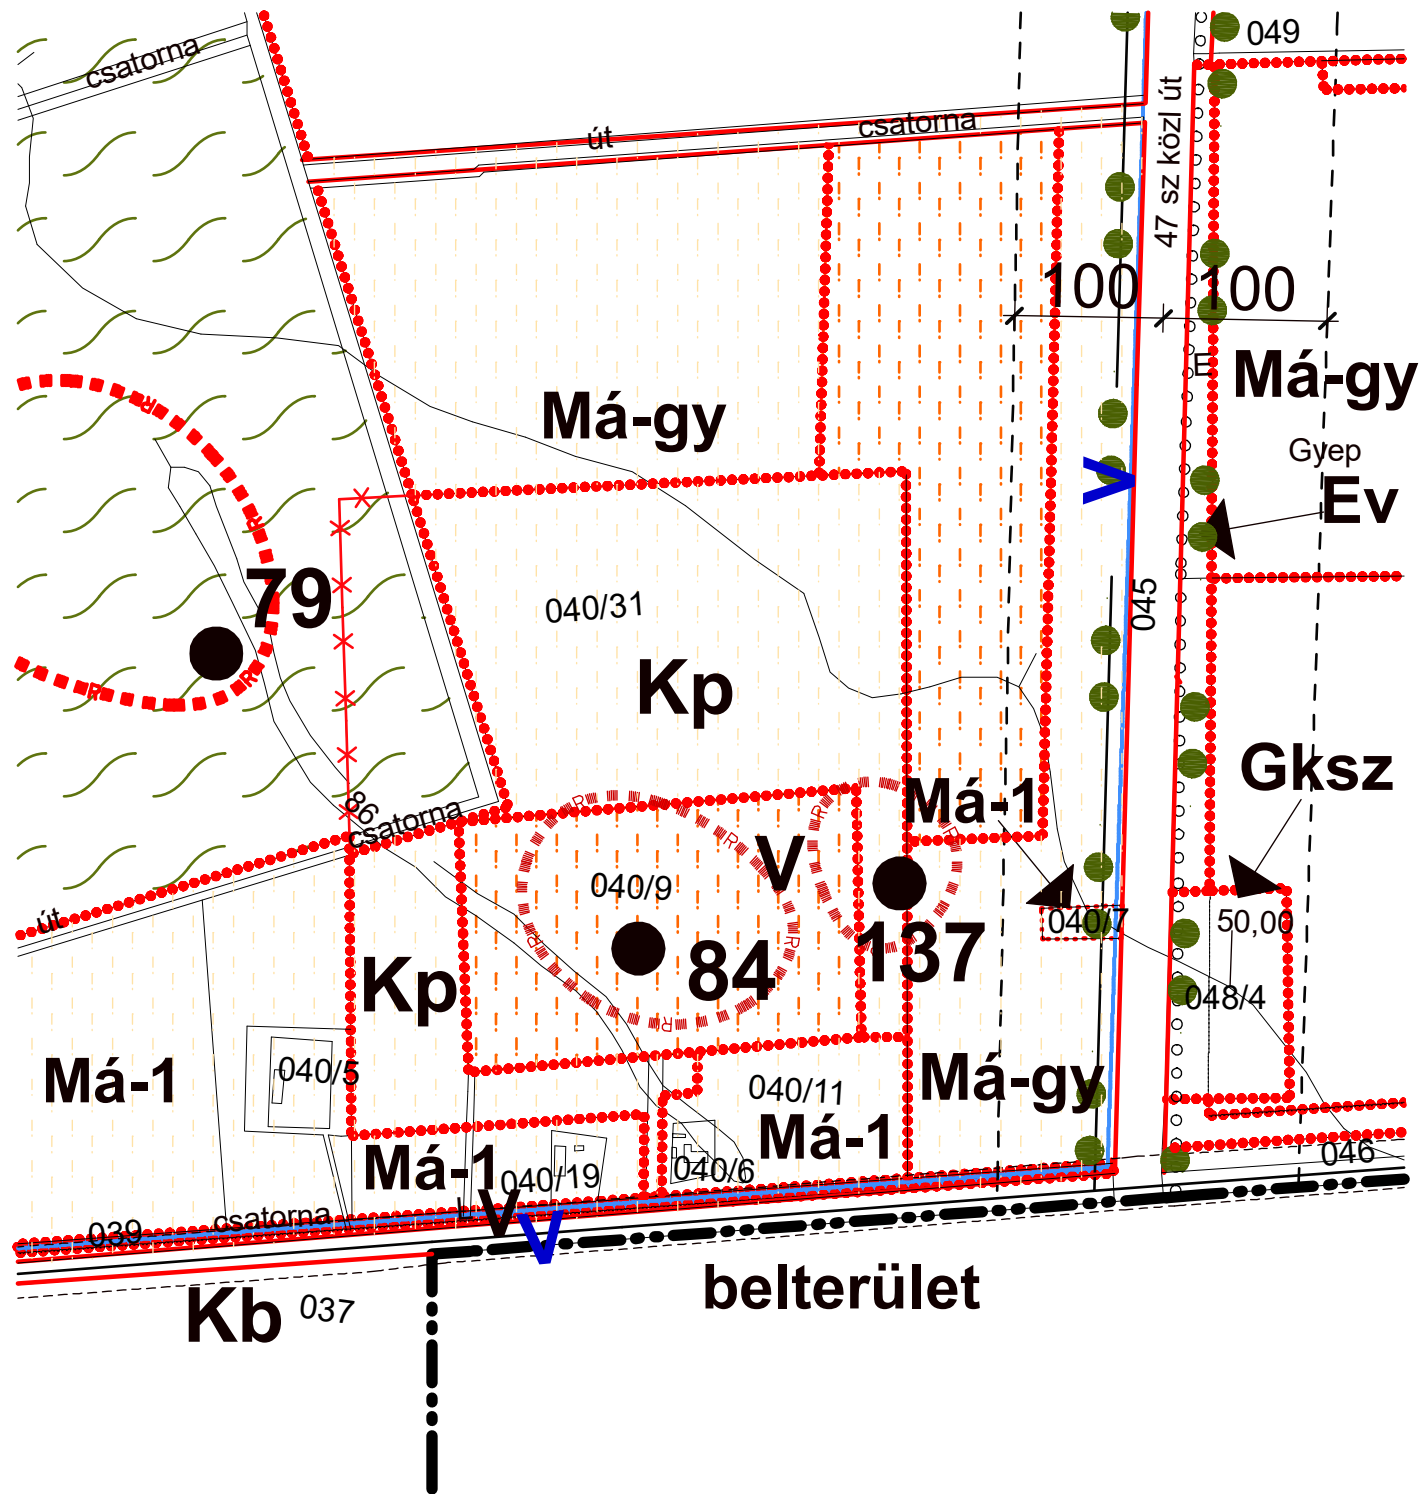 049
csatorna
út
csatorna
47 sz közl út
100
100
E
Má-gy
Má-gy
Gyep
Ev
V
R
R
79
040/31
045
Kp
R
R
Gksz
Má-1
86
csatorna
R
R
R
R
V
040/9
út
040/7
50,00
R
R
137
84
Kp
048/4
R
040/5
Má-1
040/11
Má-gy
Má-1
Má-1
040/19
040/6
046
039
csatorna
L
V
V
belterület
Kb
037